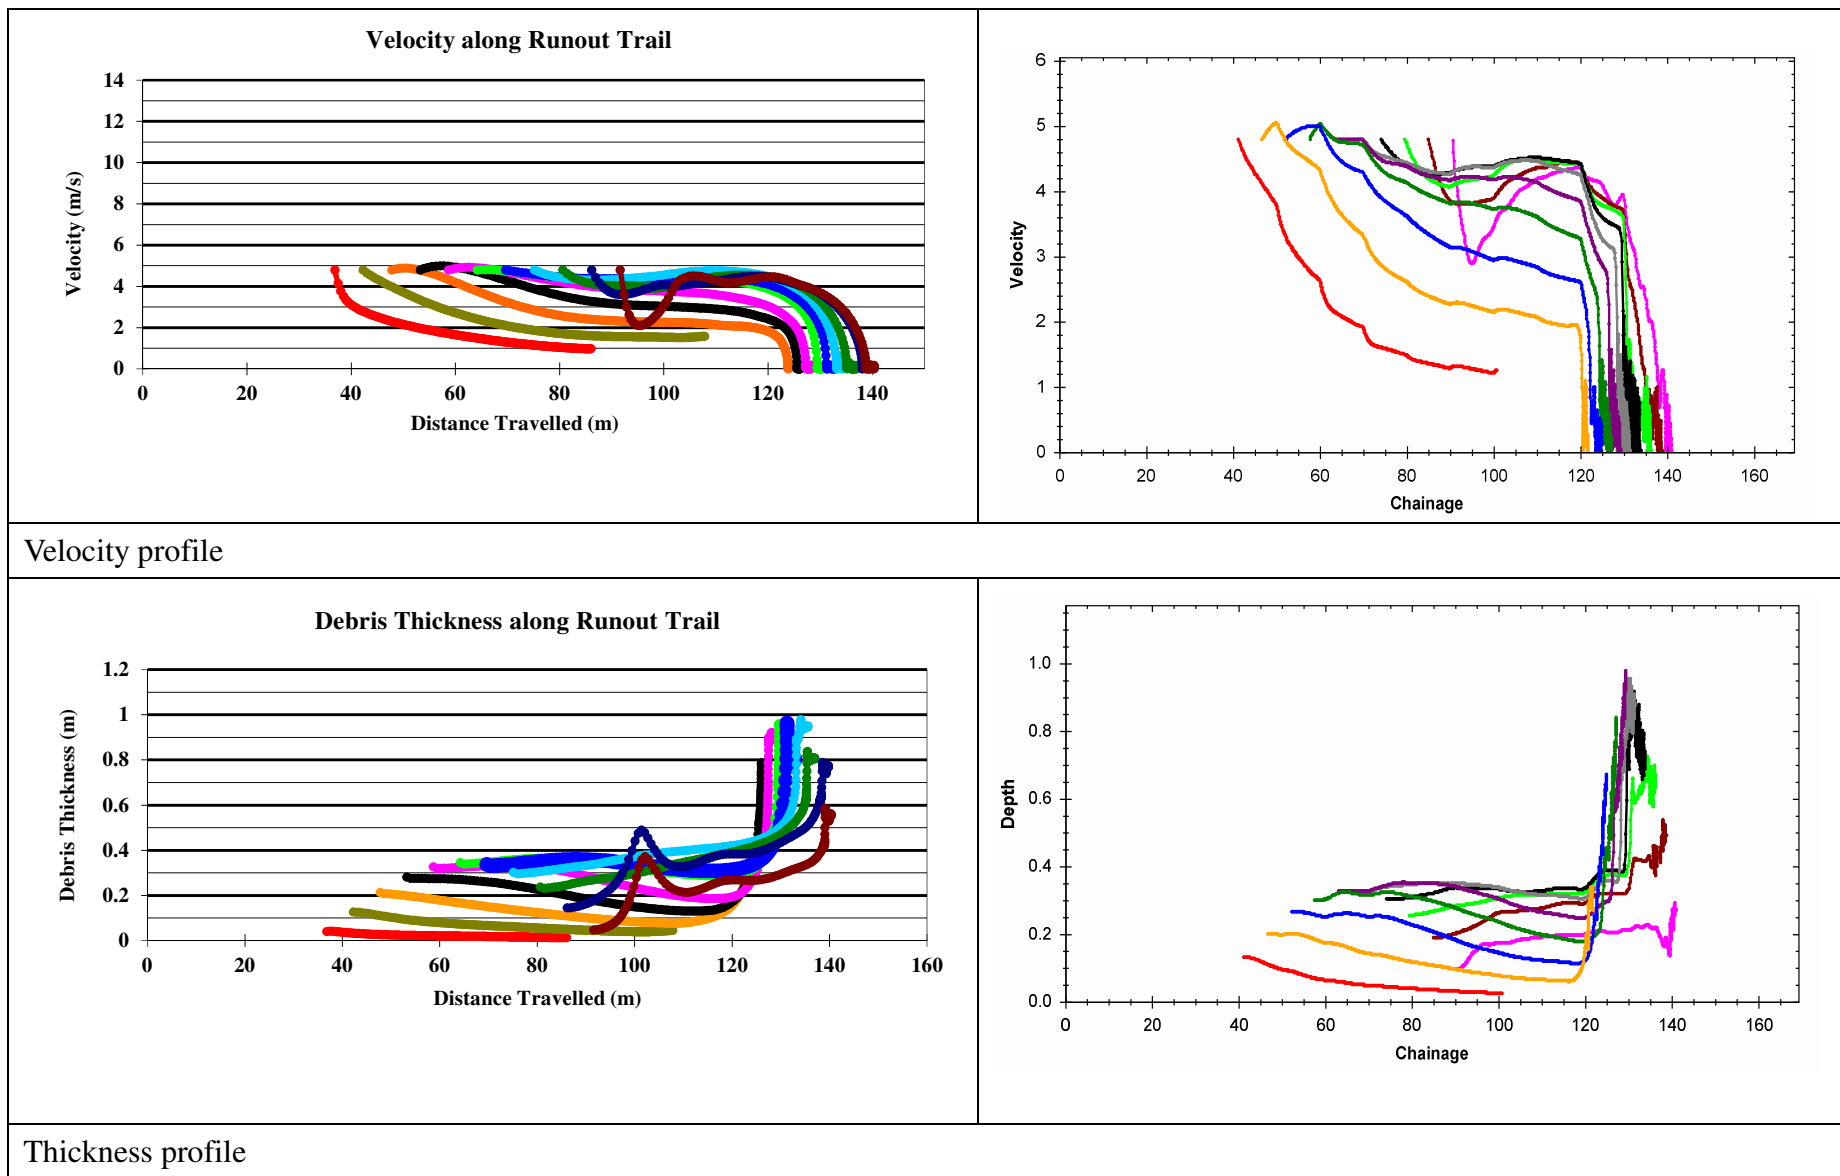 Velocity along Runout Trail
14
12
10
8
6
4
2
0
Velocity (m/s)
0 20 40 60 80 100 120 140
Distance Travelled (m)
6
5
4
3
2
1
0
Velocity
0 20 40 60 80 100 120 140 160
Chainage
Velocity profile
Debris Thickness along Runout Trail
1.2
1
0.8
0.6
0.4
0.2
0
Debris Thickness (m)
0 20 40 60 80 100 120 140 160
Distance Travelled (m)
1.0
0.8
0.6
0.4
0.2
0.0
Depth
0 20 40 60 80 100 120 140 160
Chainage
Thickness profile